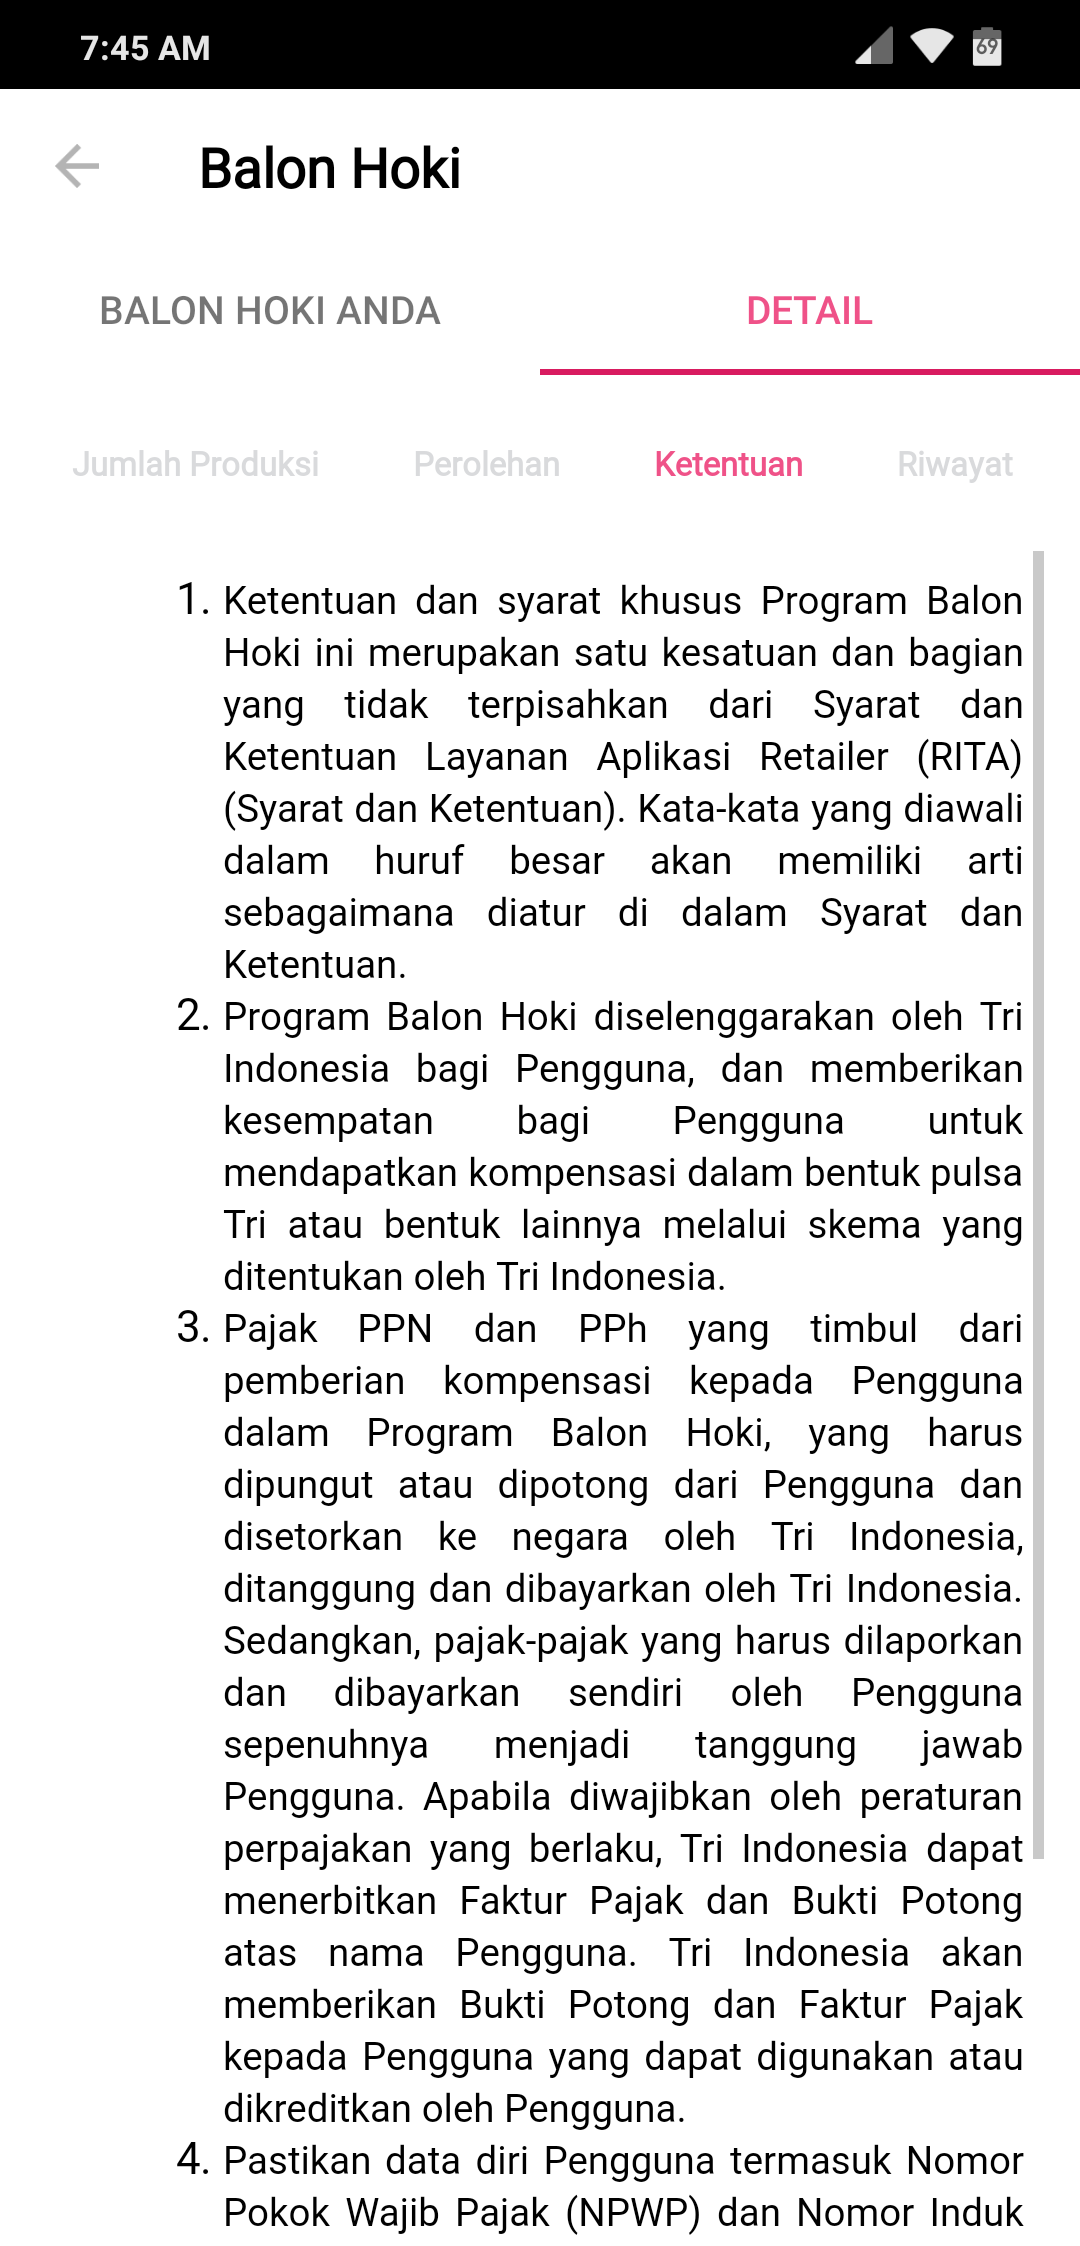 7:45 AM
69
Balon Hoki
BALON HOKI ANDA
DETAIL
Jumlah Produksi
Perolehan
Ketentuan
Riwayat
1. Ketentuan dan syarat khusus Program Balon
Hoki ini merupakan satu kesatuan dan bagian
yang tidak terpisahkan dari Syarat dan
Ketentuan Layanan Aplikasi Retailer (RITA)
(Syarat dan Ketentuan). Kata-kata yang diawali
dalam huruf besar akan memiliki arti
sebagaimana diatur di dalam Syarat dan
Ketentuan.
2. Program Balon Hoki diselenggarakan oleh Tri
Indonesia bagi Pengguna, dan memberikan
kesempatan bagi Pengguna untuk
mendapatkan kompensasi dalam bentuk pulsa
Tri atau bentuk lainnya melalui skema yang
ditentukan oleh Tri Indonesia.
3. Pajak PPN dan PPh yang timbul dari
pemberian kompensasi kepada Pengguna
dalam Program Balon Hoki, yang harus
dipungut atau dipotong dari Pengguna dan
disetorkan ke negara oleh Tri Indonesia,
ditanggung dan dibayarkan oleh Tri Indonesia.
Sedangkan, pajak-pajak yang harus dilaporkan
dan dibayarkan sendiri oleh Pengguna
sepenuhnya menjadi tanggung jawab
Pengguna. Apabila diwajibkan oleh peraturan
perpajakan yang berlaku, Tri Indonesia dapat
menerbitkan Faktur Pajak dan Bukti Potong
atas nama Pengguna. Tri Indonesia akan
memberikan Bukti Potong dan Faktur Pajak
kepada Pengguna yang dapat digunakan atau
dikreditkan oleh Pengguna.
4. Pastikan data diri Pengguna termasuk Nomor
Pokok Wajib Pajak (NPWP) dan Nomor Induk